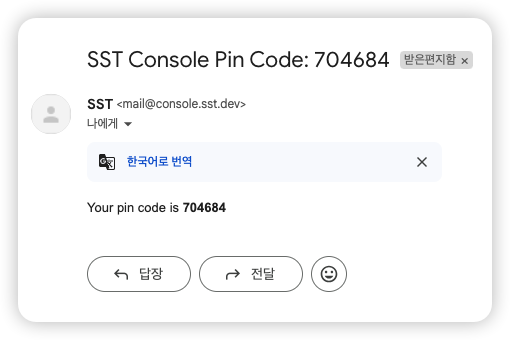 SST Console Pin Code: 704684 받은편지함 ×
SST <mail@console.sst.dev>
나에게
한국어로 번역
Your pin code is 704684
답장 전달